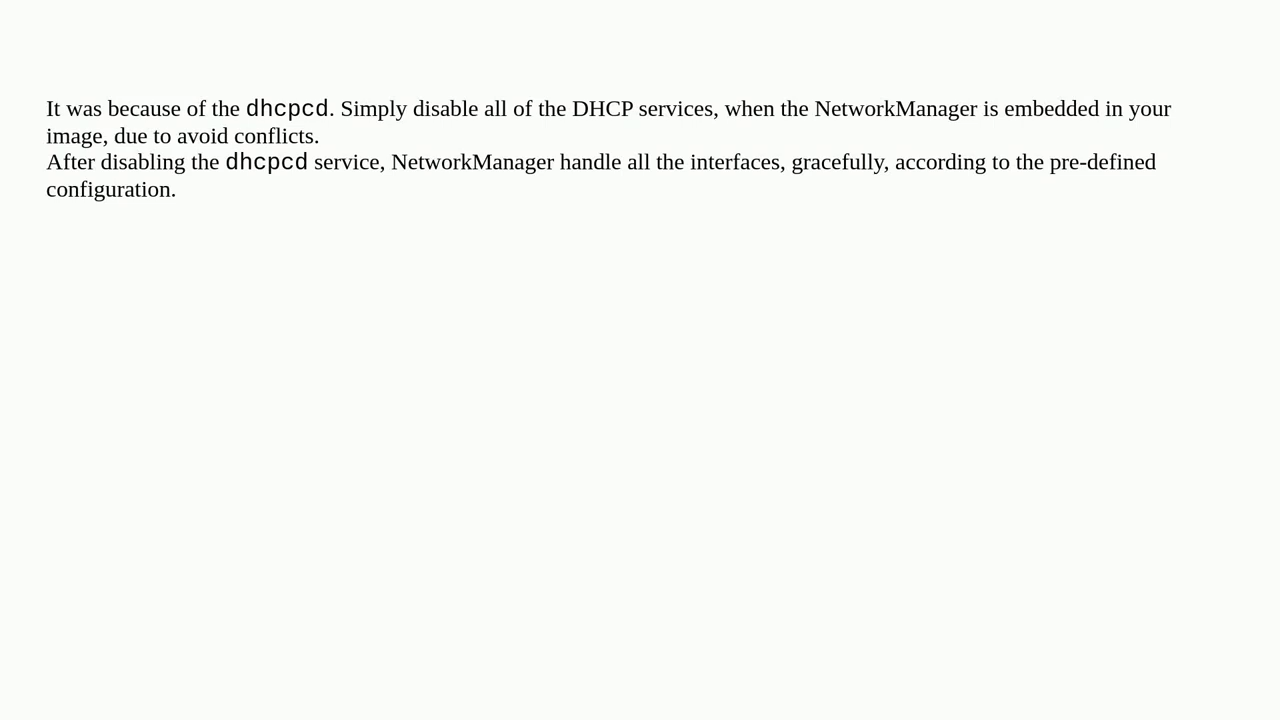 It was because of the dhcpcd. Simply disable all of the DHCP services, when the NetworkManager is embedded in your
image, due to avoid conflicts.
After disabling the dhcpcd service, NetworkManager handle all the interfaces, gracefully, according to the pre-defined
configuration.